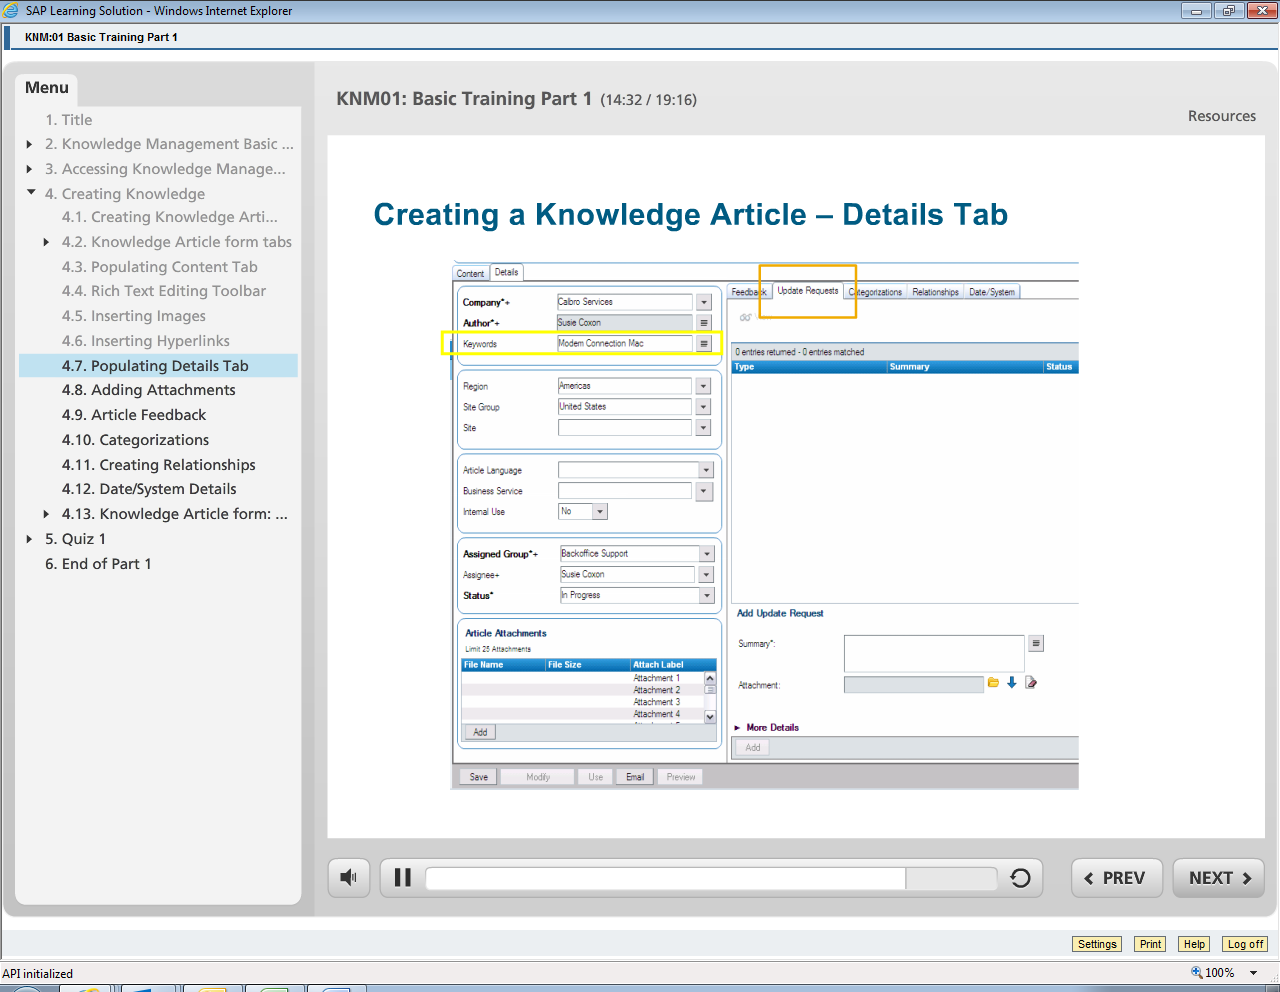 SAP Learning Solution - Windows Internet Explorer
KNM:01 Basic Training Part 1
Menu
1. Title
2. Knowledge Management Basic ...
3. Accessing Knowledge Manage...
4. Creating Knowledge
4.1. Creating Knowledge Arti...
4.2. Knowledge Article form tabs
4.3. Populating Content Tab
4.4. Rich Text Editing Toolbar
4.5. Inserting Images
4.6. Inserting Hyperlinks
4.7. Populating Details Tab
4.8. Adding Attachments
4.9. Article Feedback
4.10. Categorizations
4.11. Creating Relationships
4.12. Date/System Details
4.13. Knowledge Article form: ...
5. Quiz 1
6. End of Part 1
KNM01: Basic Training Part 1 (14:32 / 19:16)
Resources
Creating a Knowledge Article – Details Tab
Content Details
Company*+ Calbro Services
Author*+ Susie Coxon
Keywords Modem Connection Mac
Region Americas
Site Group United States
Site
Article Language
Business Service
Internal Use No
Assigned Group*+ Backoffice Support
Assignee+ Susie Coxon
Status* In Progress
Article Attachments
Limit 25 Attachments
File Name File Size Attach Label
Attachment 1
Attachment 2
Attachment 3
Attachment 4
Add
Save Modify Use Email Preview
Feedback Update Requests Categorizations Relationships Date/System
0 entries returned - 0 entries matched
Type Summary Status
Add Update Request
Summary*:
Attachment:
More Details
Add
PREV NEXT
Settings Print Help Log off
API initialized
100%